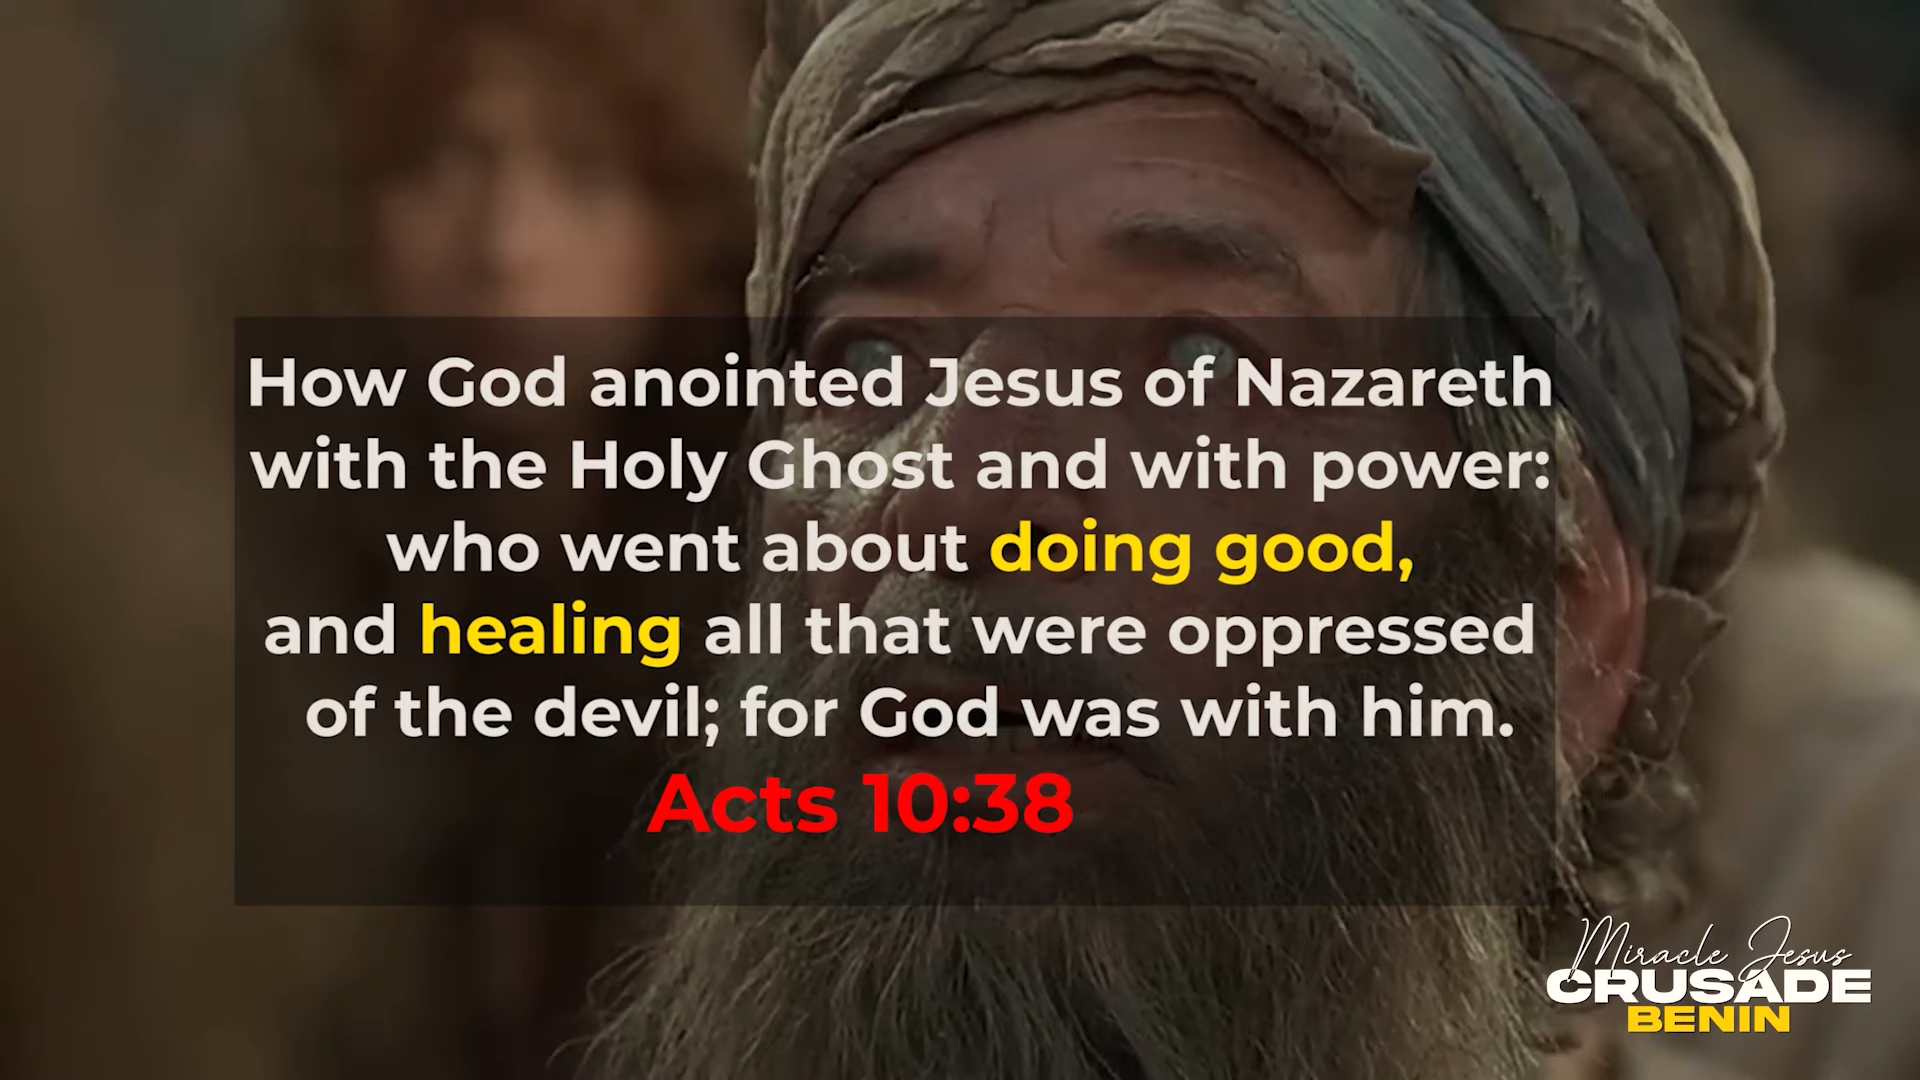 How God anointed Jesus of Nazareth
with the Holy Ghost and with power:
who went about doing good,
and healing all that were oppressed
of the devil; for God was with him.
Acts 10:38
Miracle Jesus
CRUSADE
BENIN